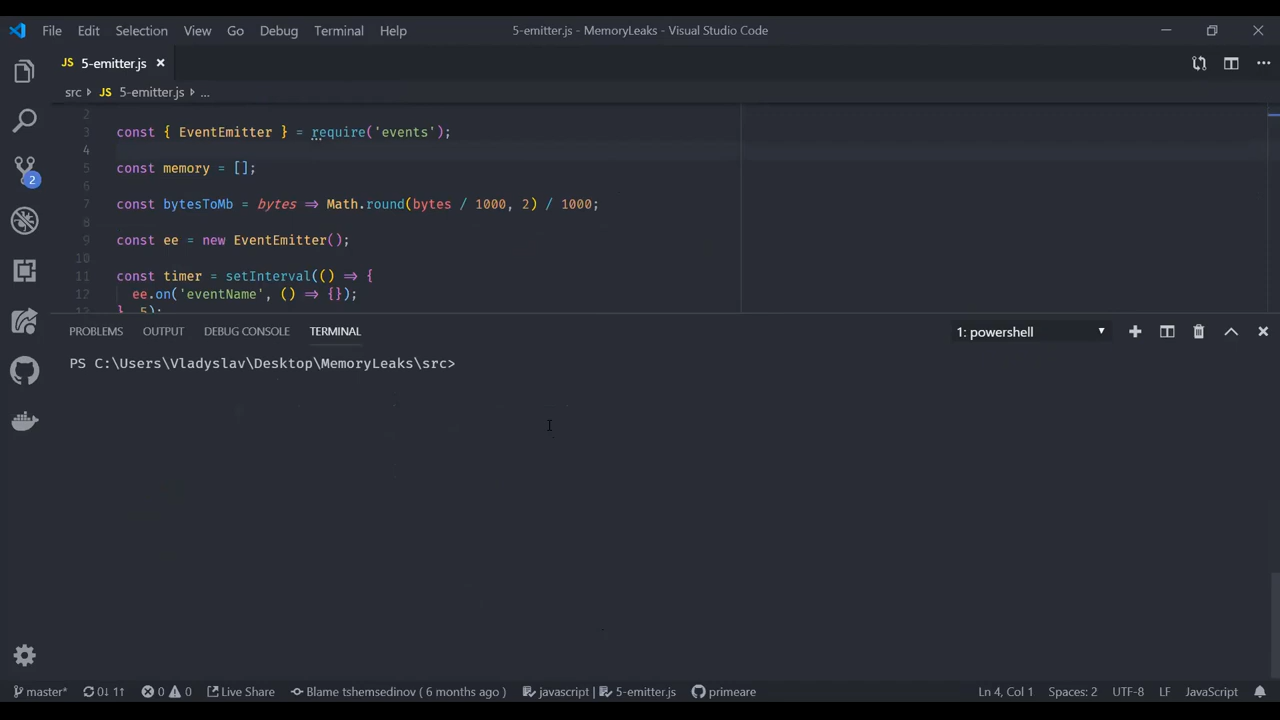 File Edit Selection View Go Debug Terminal Help 5-emitter.js - MemoryLeaks - Visual Studio Code
JS 5-emitter.js
src JS 5-emitter.js ...
2
3 const { EventEmitter } = require('events');
4
5 const memory = [];
6
7 const bytesToMb = bytes => Math.round(bytes / 1000, 2) / 1000;
8
9 const ee = new EventEmitter();
10
11 const timer = setInterval(() => {
12 ee.on('eventName', () => {});
}, 5);
2
PROBLEMS OUTPUT DEBUG CONSOLE TERMINAL 1: powershell
PS C:\Users\Vladyslav\Desktop\MemoryLeaks\src>
master* 0↓ 1↑ 0 0 Live Share Blame tshemsedinov ( 6 months ago ) javascript | 5-emitter.js primeare Ln 4, Col 1 Spaces: 2 UTF-8 LF JavaScript